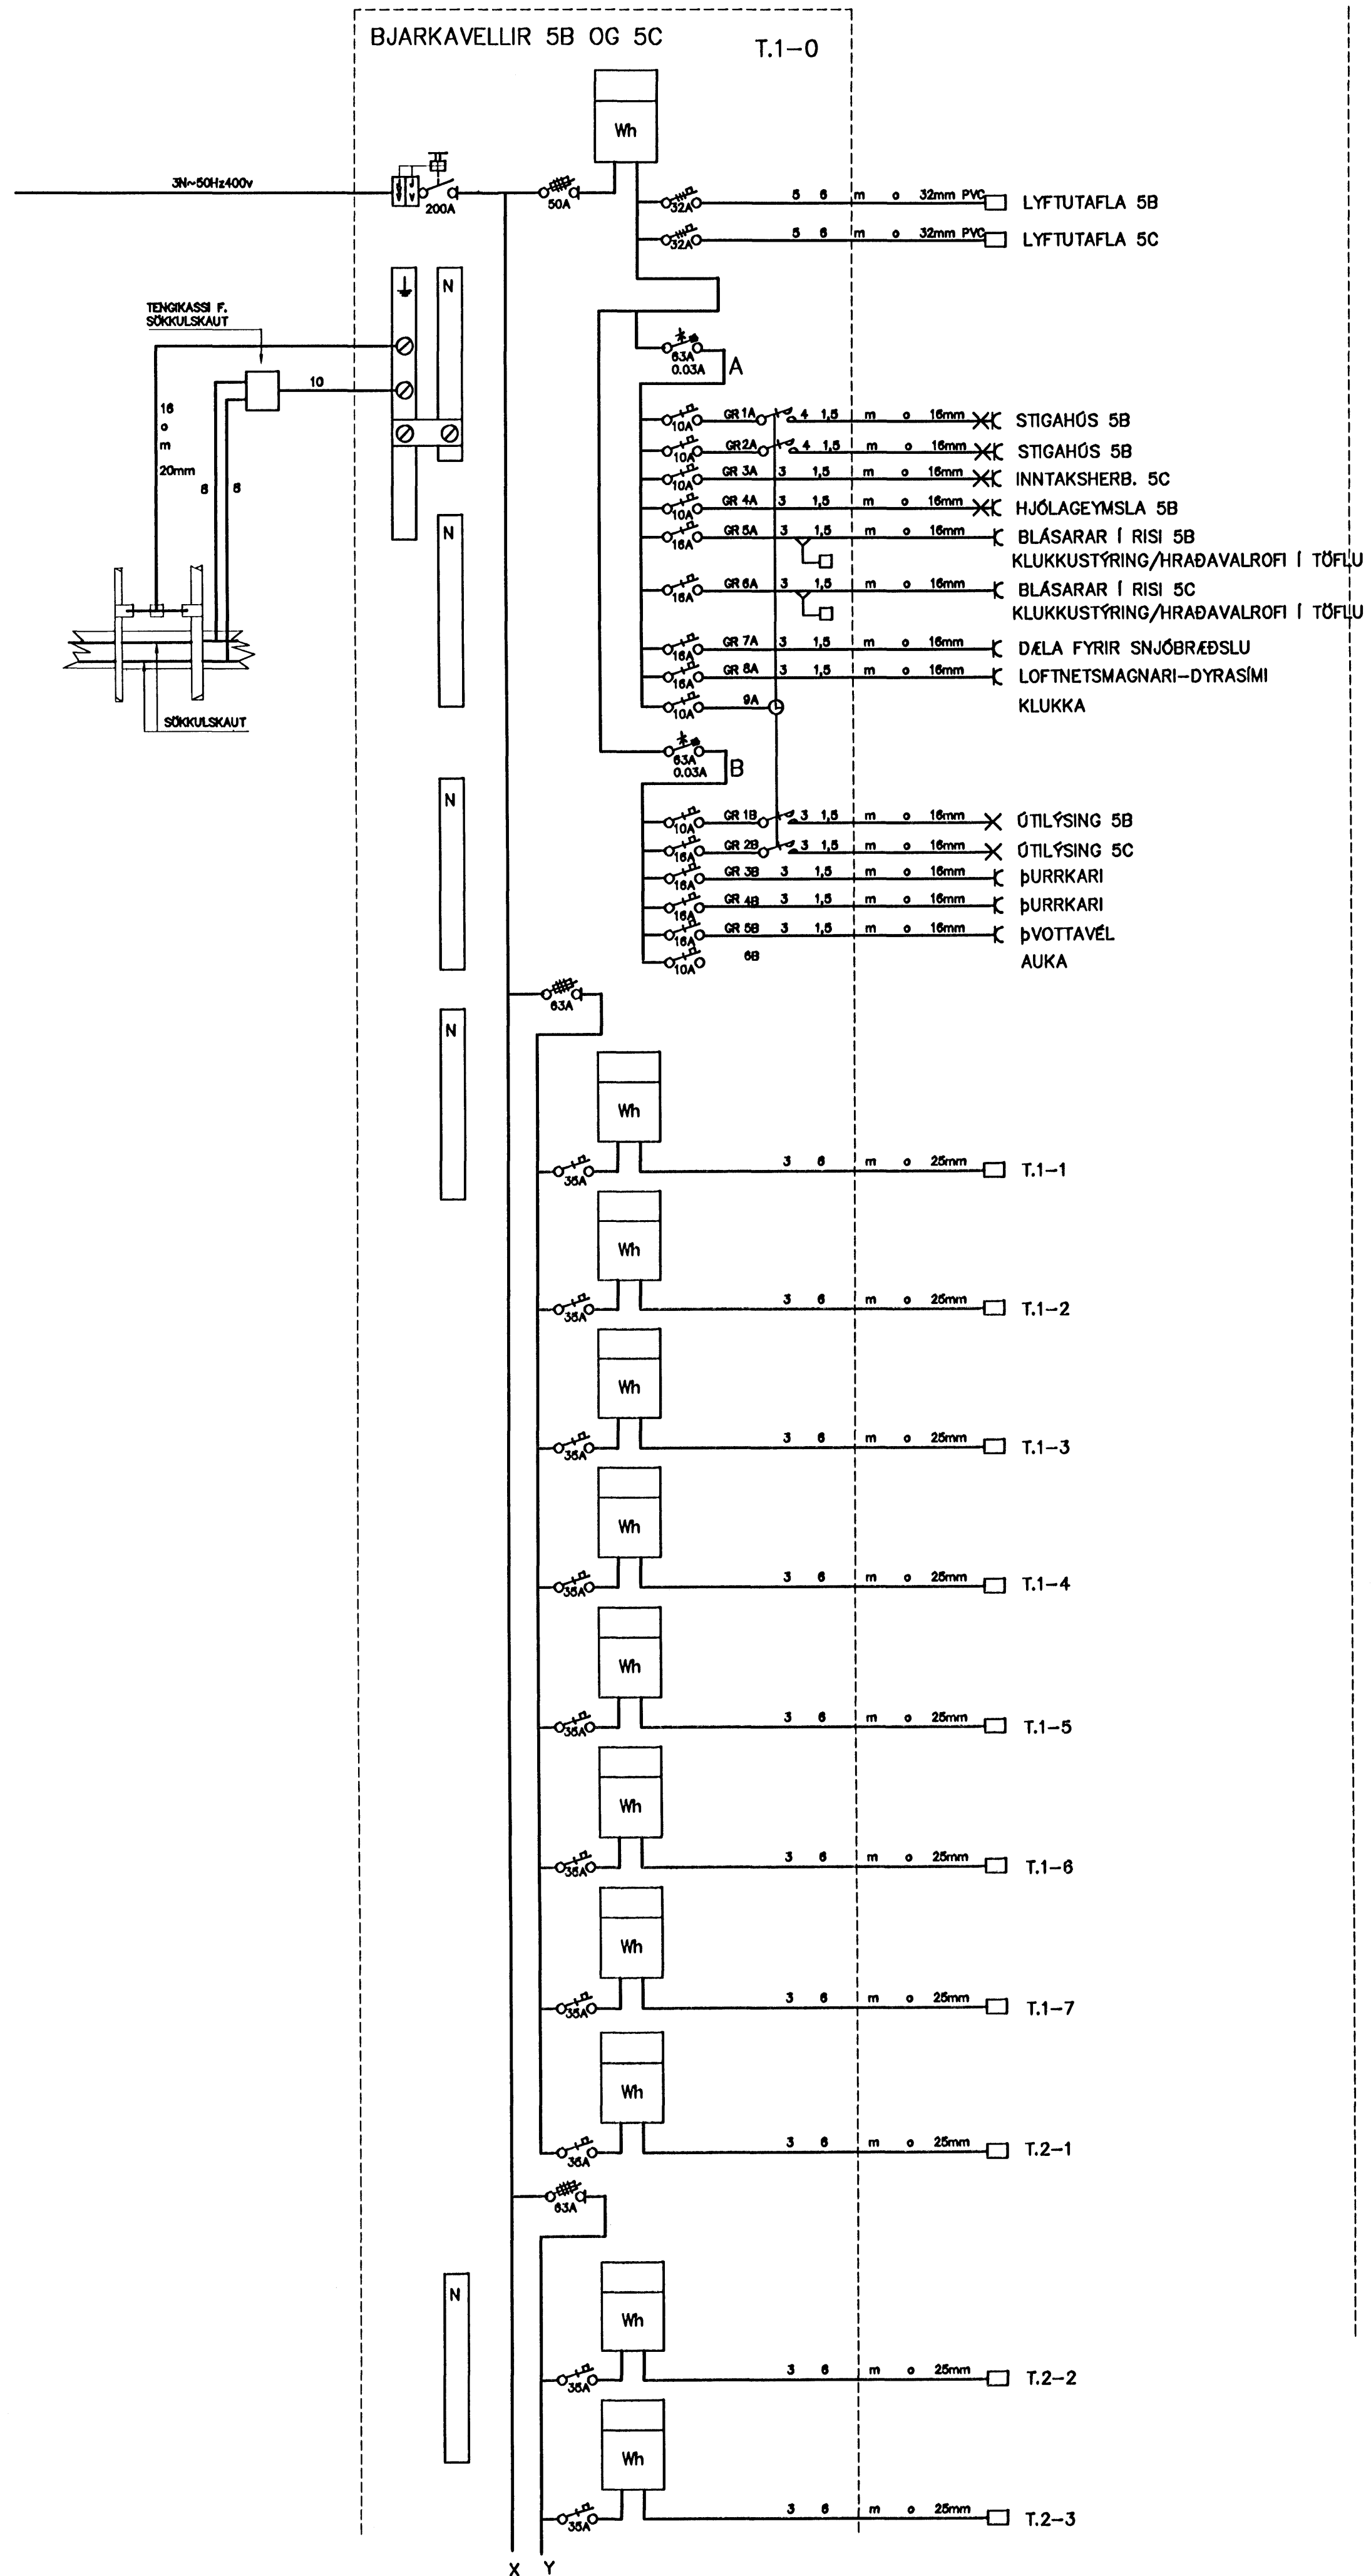 BJARKAVELLIR 5B OG 5C
T.1-0
Wh
3N~50Hz400v
200A
50A
32A 5 6 m o 32mm PVC LYFTUTAFLA 5B
32A 5 6 m o 32mm PVC LYFTUTAFLA 5C
N
TENGIKASSI F.
SÖKKULSKAUT
63A
0.03A
A
10
16
o
m
20mm
6 6
10A GR 1A 4 1,5 m o 16mm STIGAHÚS 5B
10A GR 2A 4 1,5 m o 16mm STIGAHÚS 5B
10A GR 3A 3 1,5 m o 16mm INNTAKSHERB. 5C
10A GR 4A 3 1,5 m o 16mm HJÓLAGEYMSLA 5B
N
16A GR 5A 3 1,5 m o 16mm BLÁSARAR Í RISI 5B
KLUKKUSTÝRING/HRAÐAVALROFI Í TÖFLU
16A GR 6A 3 1,5 m o 16mm BLÁSARAR Í RISI 5C
KLUKKUSTÝRING/HRAÐAVALROFI Í TÖFLU
16A GR 7A 3 1,5 m o 16mm DÆLA FYRIR SNJÓBRÆÐSLU
16A GR 8A 3 1,5 m o 16mm LOFTNETSMAGNARI-DYRASÍMI
10A 9A KLUKKA
SÖKKULSKAUT
63A
0.03A
B
N
10A GR 1B 3 1,5 m o 16mm ÚTILÝSING 5B
16A GR 2B 3 1,5 m o 16mm ÚTILÝSING 5C
16A GR 3B 3 1,5 m o 16mm ÞURRKARI
16A GR 4B 3 1,5 m o 16mm ÞURRKARI
16A GR 5B 3 1,5 m o 16mm ÞVOTTAVÉL
10A 6B AUKA
63A
N
Wh
35A 3 6 m o 25mm T.1-1
Wh
35A 3 6 m o 25mm T.1-2
Wh
35A 3 6 m o 25mm T.1-3
Wh
35A 3 6 m o 25mm T.1-4
Wh
35A 3 6 m o 25mm T.1-5
Wh
35A 3 6 m o 25mm T.1-6
Wh
35A 3 6 m o 25mm T.1-7
Wh
35A 3 6 m o 25mm T.2-1
63A
N
Wh
35A 3 6 m o 25mm T.2-2
Wh
35A 3 6 m o 25mm T.2-3
X Y